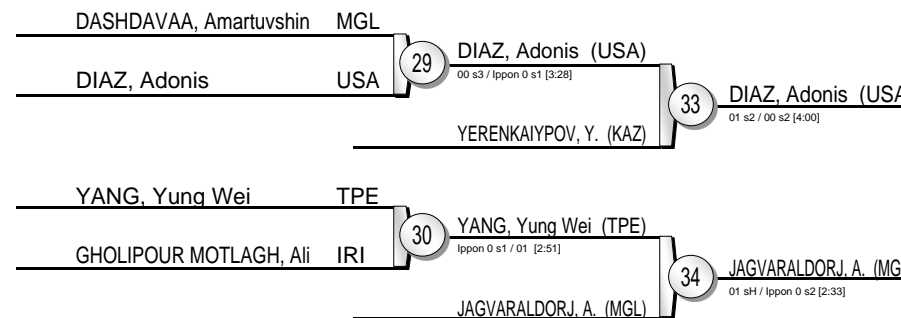 DASHDAVAA, Amartuvshin MGL
29
DIAZ, Adonis (USA)
00 s3 / Ippon 0 s1 [3:28]
DIAZ, Adonis USA
33
DIAZ, Adonis (USA
01 s2 / 00 s2 [4:00]
YERENKAIYPOV, Y. (KAZ)
YANG, Yung Wei TPE
30
YANG, Yung Wei (TPE)
Ippon 0 s1 / 01 [2:51]
GHOLIPOUR MOTLAGH, Ali IRI
34
JAGVARALDORJ, A. (MG
01 sH / Ippon 0 s2 [2:33]
JAGVARALDORJ, A. (MGL)